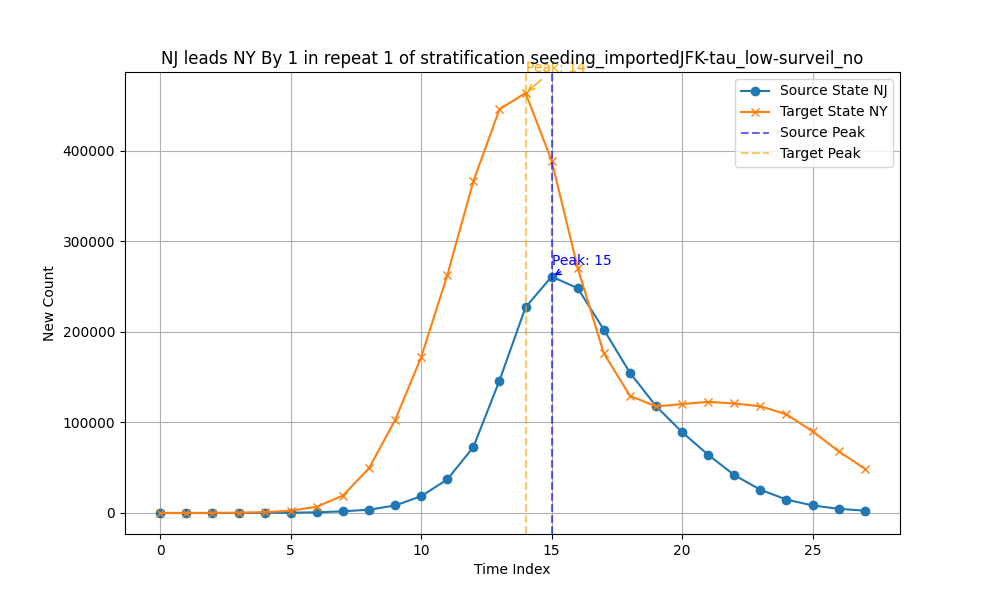 NJ leads NY By 1 in repeat 1 of stratification seeding_importedJFK-tau_low-surveil_no
Peak: 14
Source State NJ
Target State NY
Source Peak
Target Peak
400000
300000
200000
100000
0
Peak: 15
New Count
0
5
10
15
20
25
Time Index